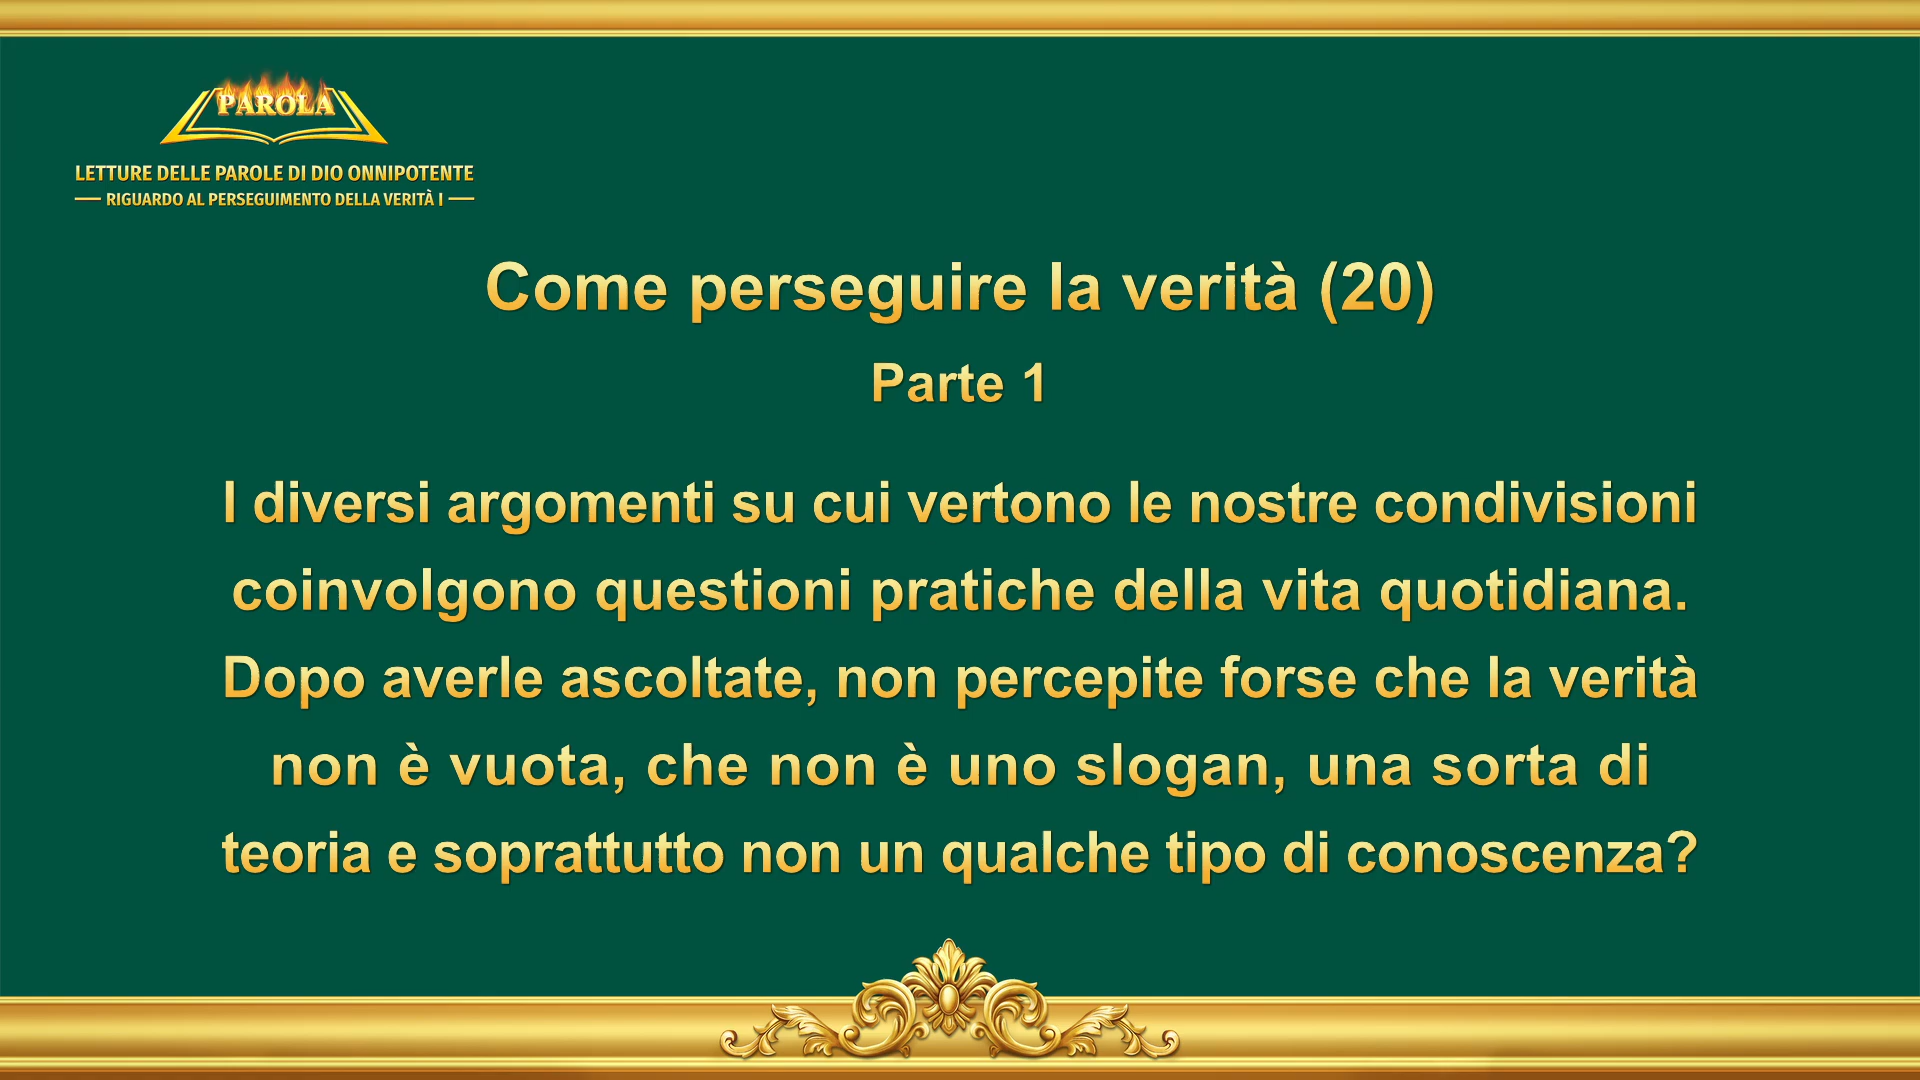 PAROLA
LETTURE DELLE PAROLE DI DIO ONNIPOTENTE
RIGUARDO AL PERSEGUIMENTO DELLA VERITÀ I
Come perseguire la verità (20)
Parte 1
I diversi argomenti su cui vertono le nostre condivisioni
coinvolgono questioni pratiche della vita quotidiana.
Dopo averle ascoltate, non percepite forse che la verità
non è vuota, che non è uno slogan, una sorta di
teoria e soprattutto non un qualche tipo di conoscenza?